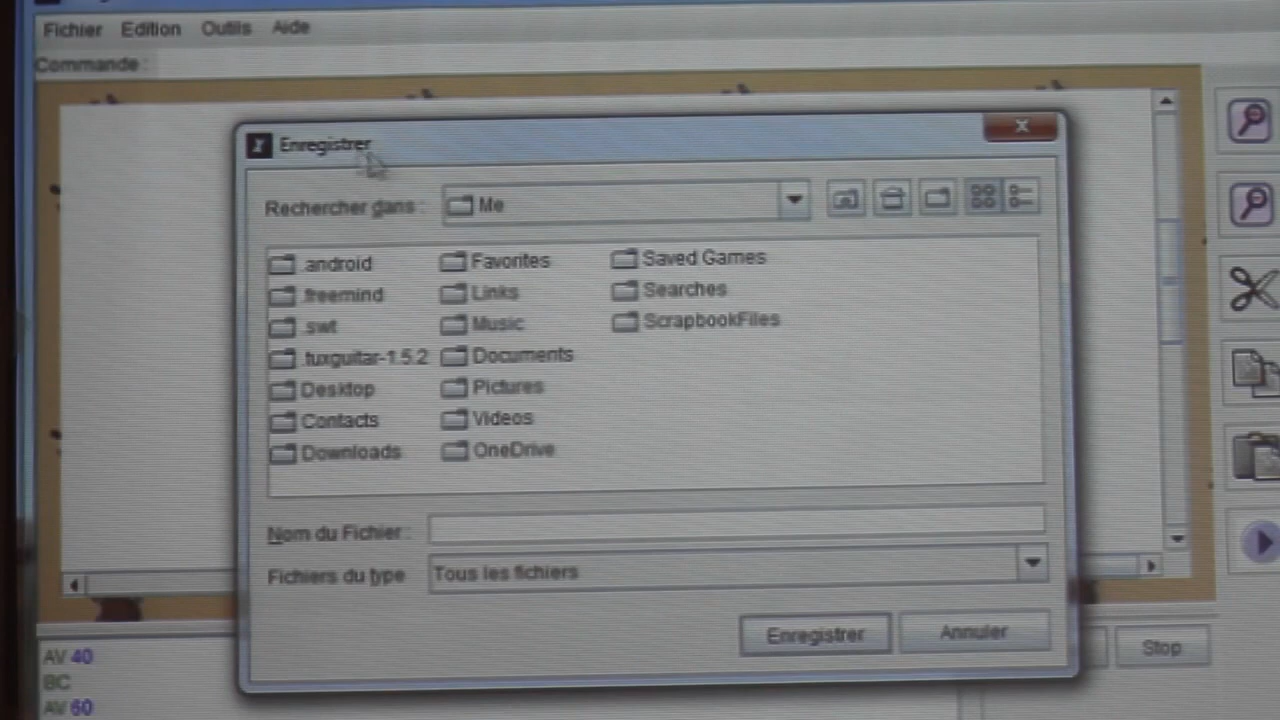 Fichier Edition Outils Aide
Commande :
Enregistrer
Rechercher dans : Me
.android Favorites Saved Games
.freemind Links Searches
.swt Music ScrapbookFiles
.tuxguitar-1.5.2 Documents
Desktop Pictures
Contacts Videos
Downloads OneDrive
Nom du Fichier :
Fichiers du type Tous les fichiers
Enregistrer Annuler
Stop
AV 40
BC
AV 60